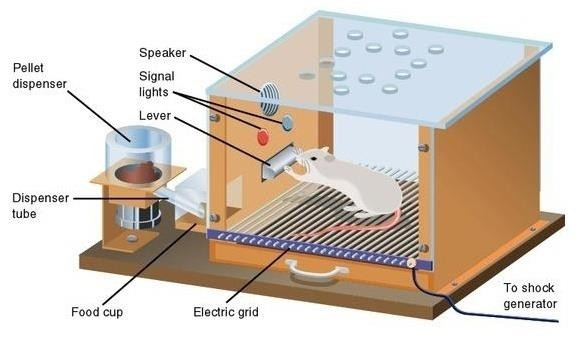 Speaker
Pellet
dispenser
Signal
lights
Lever
Dispenser
tube
Food cup
Electric grid
To shock
generator